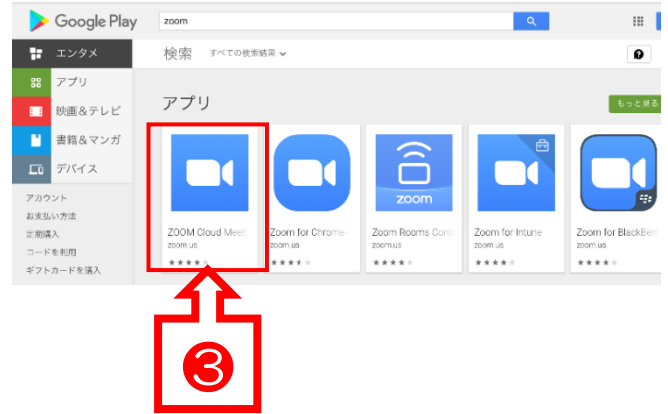 Google Play
zoom
エンタメ
検索 すべての検索結果
アプリ
映画&テレビ
書籍&マンガ
デバイス
アカウント
お支払い方法
定期購入
コードを利用
ギフトカードを購入
アプリ
もっと見る
zoom
ZOOM Cloud Meeti
zoom.us
Zoom for Chrome -
zoom.us
Zoom Rooms Contr
zoom.us
Zoom for Intune
zoom.us
Zoom for BlackBerr
zoom.us
③